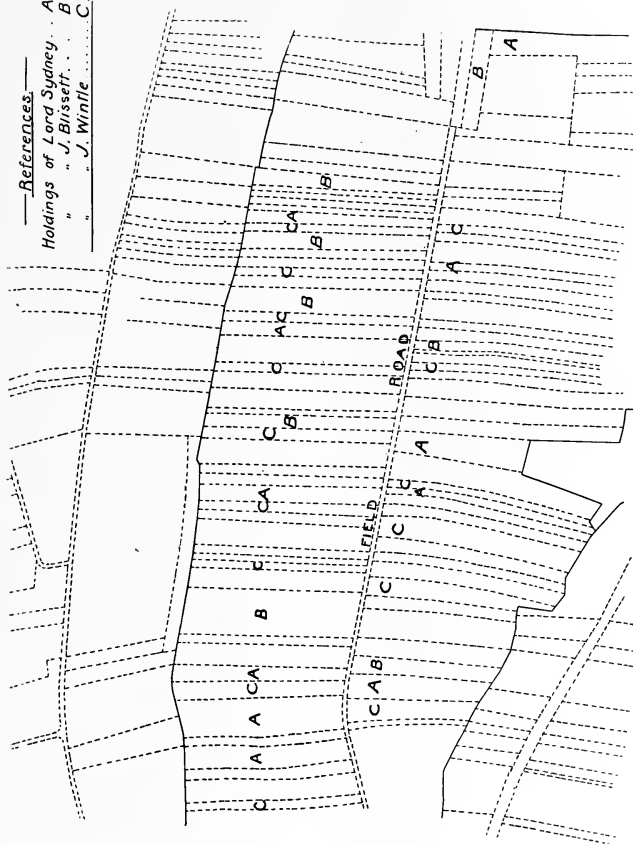 References
Holdings of Lord Sydney . . A
" " J. Blissett . . . B
" " J. Wintle . . . . . . C
C A A C A B C C A C B C A C B C B C A B
FIELD ROAD
C A B C C A C A C B A C B A